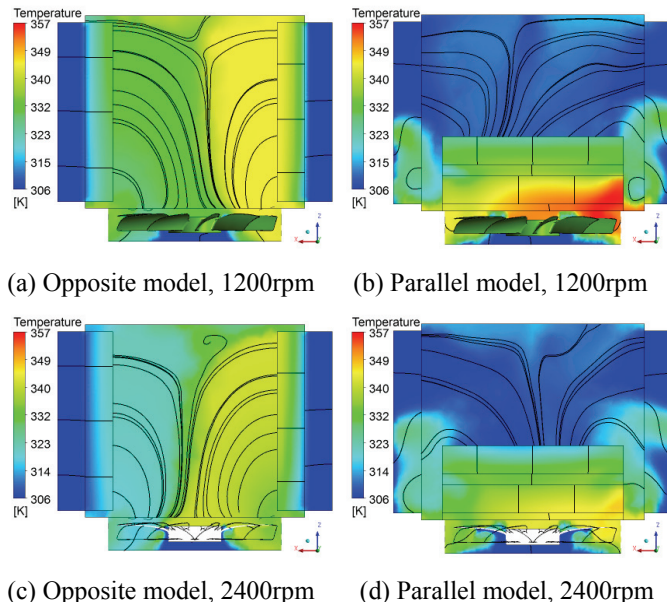 Temperature
357
349
340
332
323
315
306
[K]
z
x
Temperature
357
349
340
332
323
315
306
[K]
z
x
(a) Opposite model, 1200rpm
(b) Parallel model, 1200rpm
Temperature
357
349
340
332
323
315
306
[K]
z
x
Temperature
357
349
340
332
323
315
306
[K]
z
x
(c) Opposite model, 2400rpm
(d) Parallel model, 2400rpm